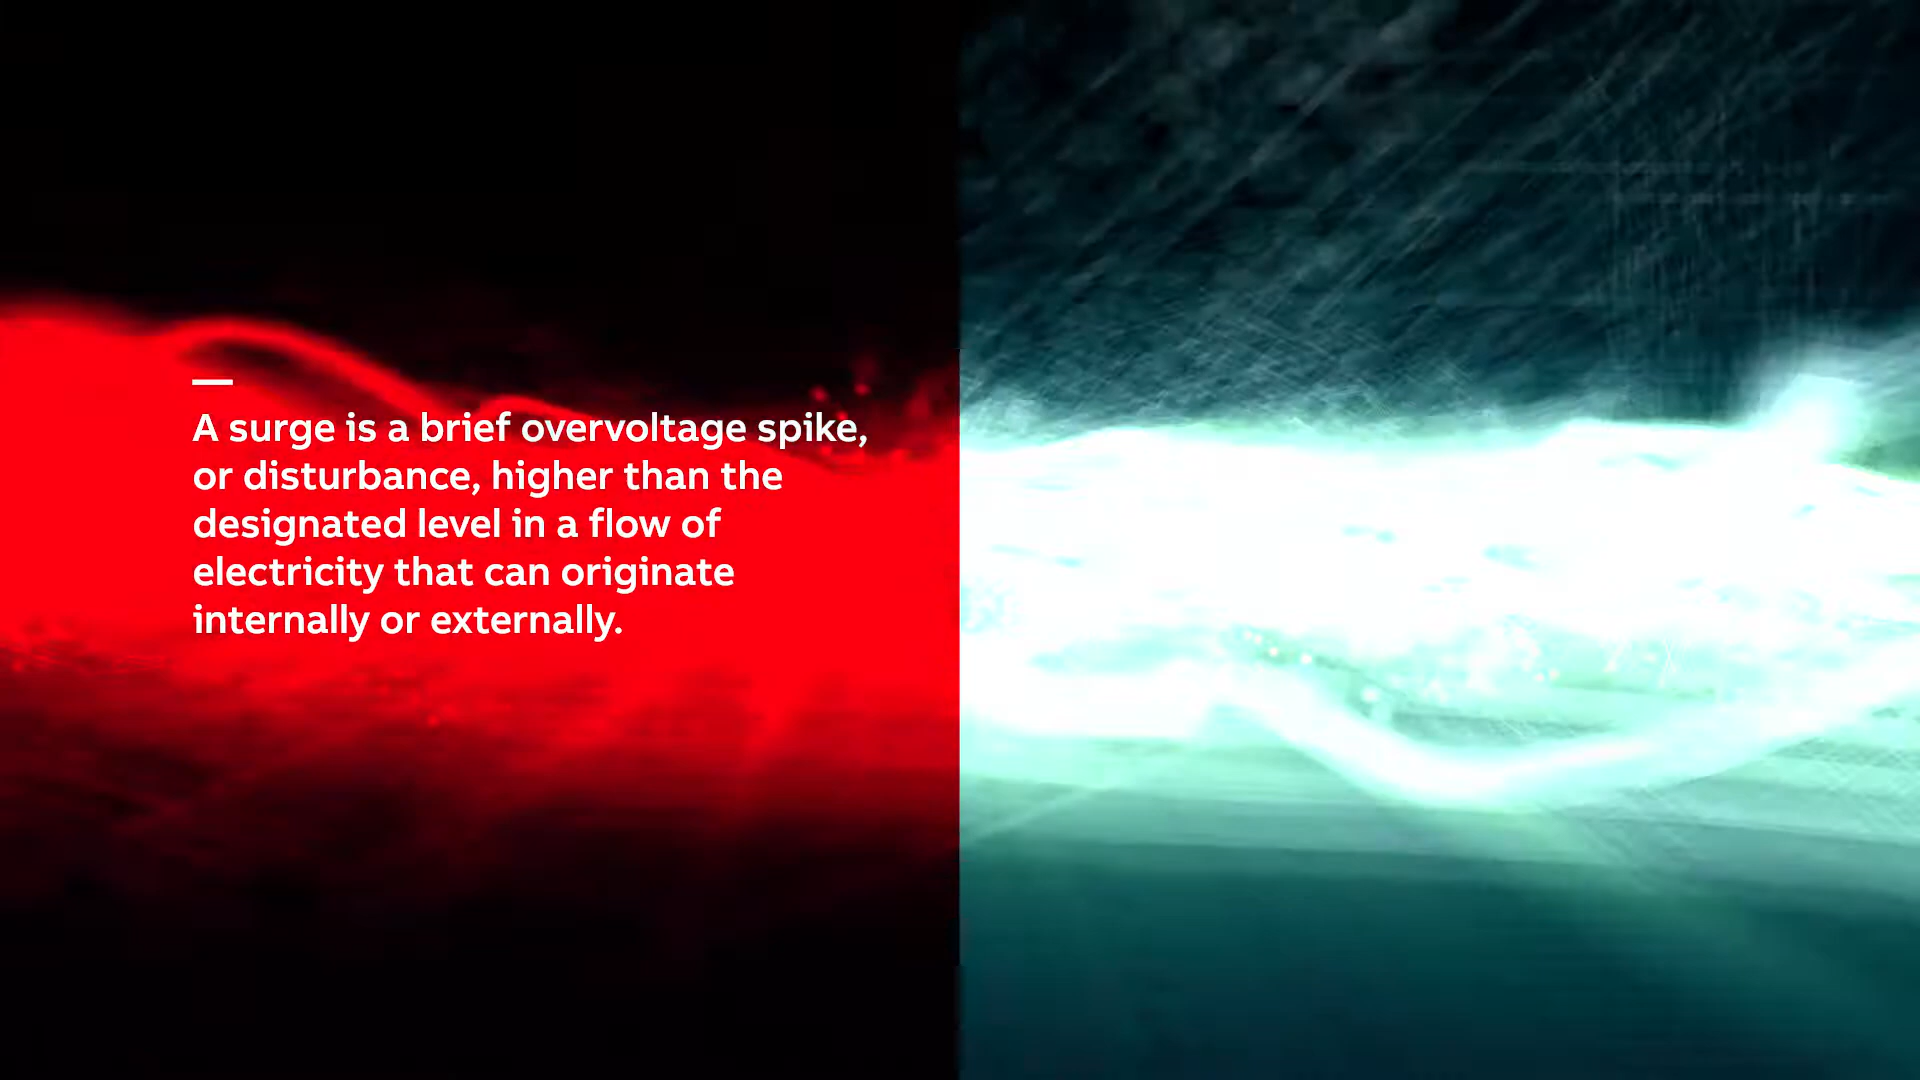 A surge is a brief overvoltage spike,
or disturbance, higher than the
designated level in a flow of
electricity that can originate
internally or externally.